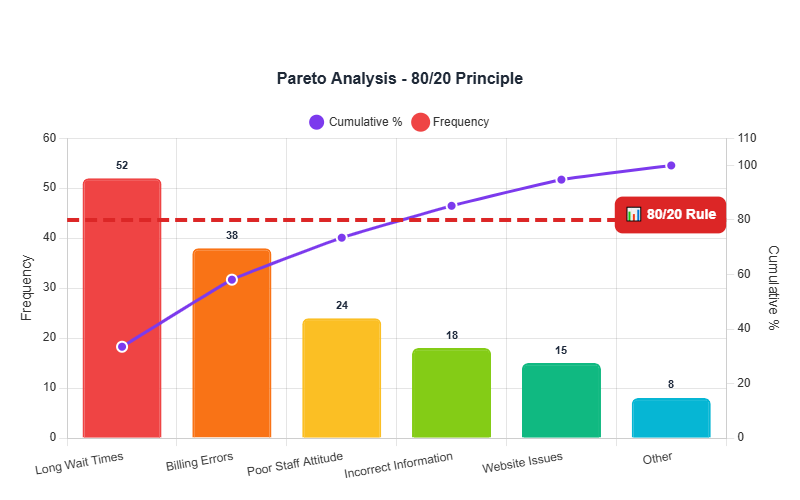 Pareto Analysis - 80/20 Principle
Cumulative % Frequency
60
50
40
30
20
10
0
Frequency
110
100
80
60
40
20
0
Cumulative %
52
38
24
18
15
8
📊 80/20 Rule
Long Wait Times
Billing Errors
Poor Staff Attitude
Incorrect Information
Website Issues
Other